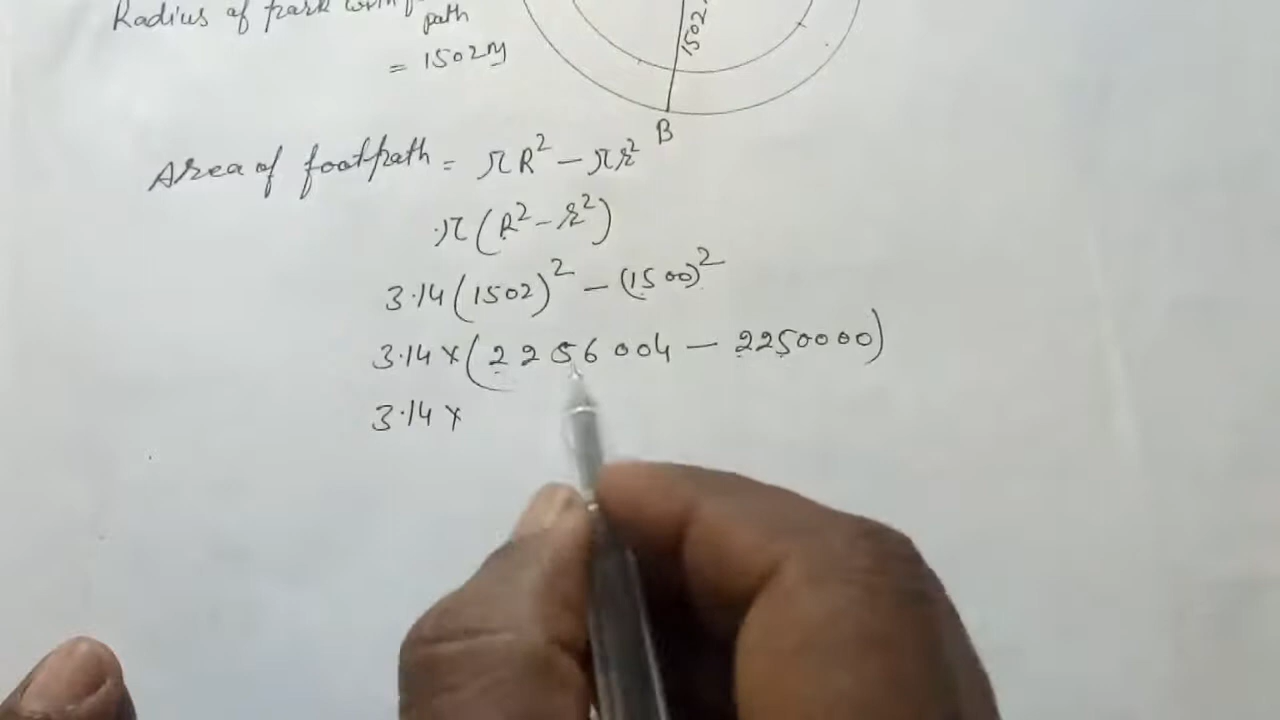 Radius of park with
path
= 1502m
1502
B
Area of footpath = πR² - πr²
π(R² - r²)
3.14(1502)² - (1500)²
3.14 × (2256004 - 2250000)
3.14 ×